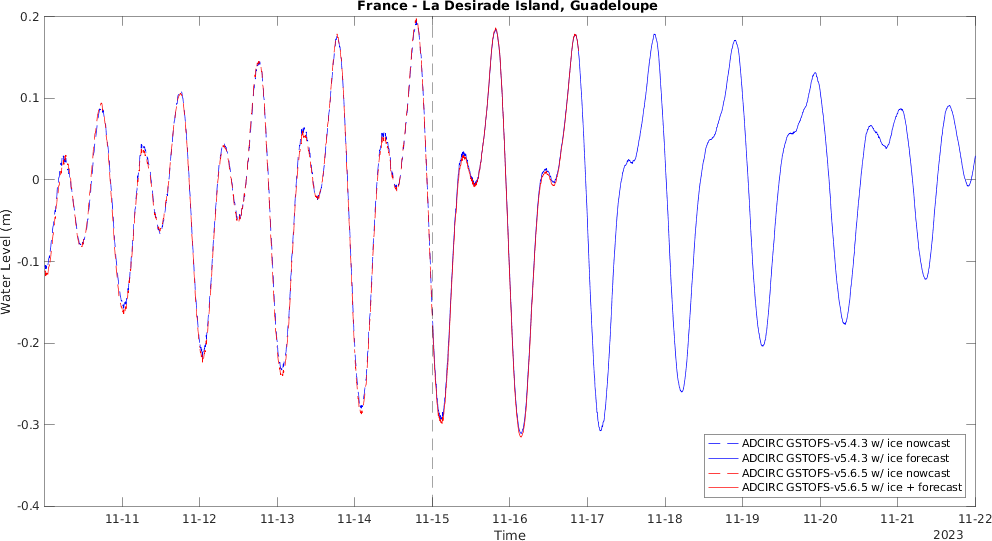 France - La Desirade Island, Guadeloupe
Water Level (m)
0.2
0.1
0
-0.1
-0.2
-0.3
-0.4
ADCIRC GSTOFS-v5.4.3 w/ ice nowcast
ADCIRC GSTOFS-v5.4.3 w/ ice forecast
ADCIRC GSTOFS-v5.6.5 w/ ice nowcast
ADCIRC GSTOFS-v5.6.5 w/ ice + forecast
11-11 11-12 11-13 11-14 11-15 11-16 11-17 11-18 11-19 11-20 11-21 11-22
Time
2023